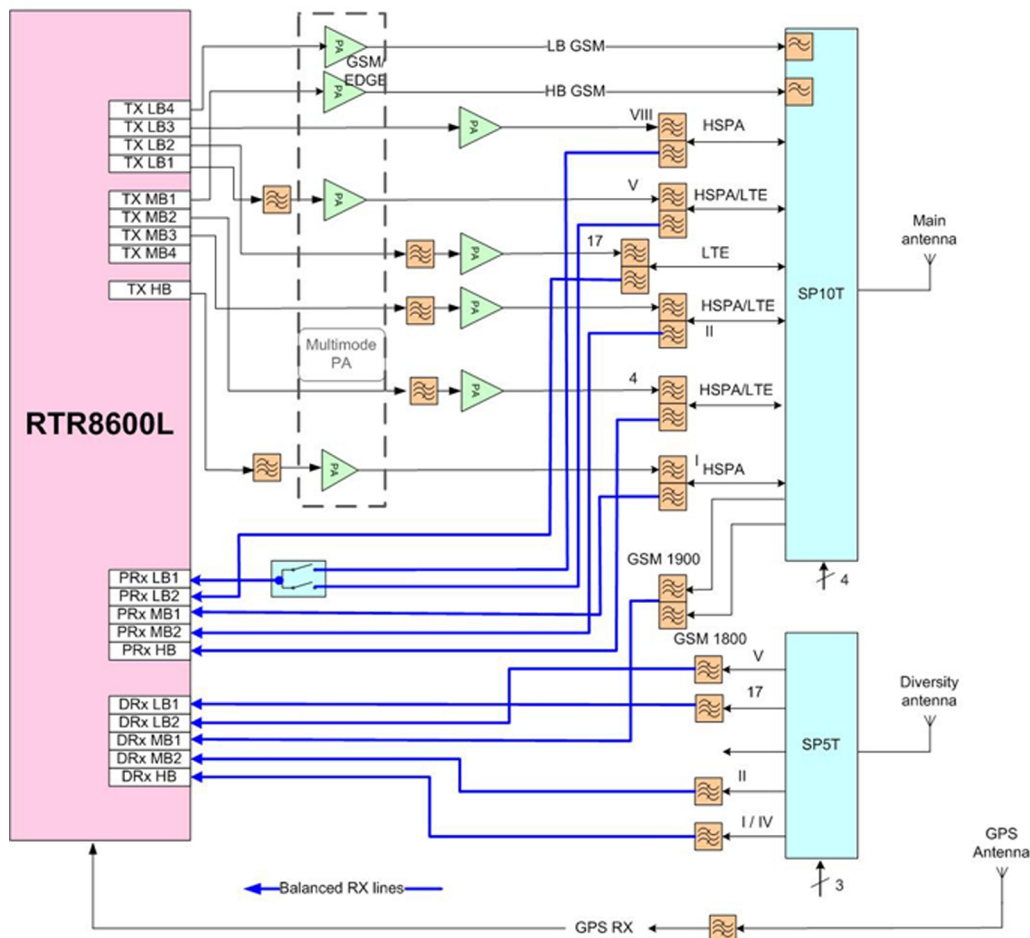 PA
GSM/
EDGE
LB GSM
PA
HB GSM
TX LB4
TX LB3
TX LB2
TX LB1
PA
VIII
HSPA
TX MB1
TX MB2
TX MB3
TX MB4
PA
V
HSPA/LTE
Main
antenna
PA
17
LTE
TX HB
SP10T
PA
HSPA/LTE
II
Multimode
PA
PA
4
HSPA/LTE
RTR8600L
PA
I
HSPA
GSM 1900
4
PRx LB1
PRx LB2
PRx MB1
PRx MB2
PRx HB
GSM 1800
V
17
Diversity
antenna
DRx LB1
DRx LB2
DRx MB1
DRx MB2
DRx HB
SP5T
II
I / IV
GPS
Antenna
3
Balanced RX lines
GPS RX